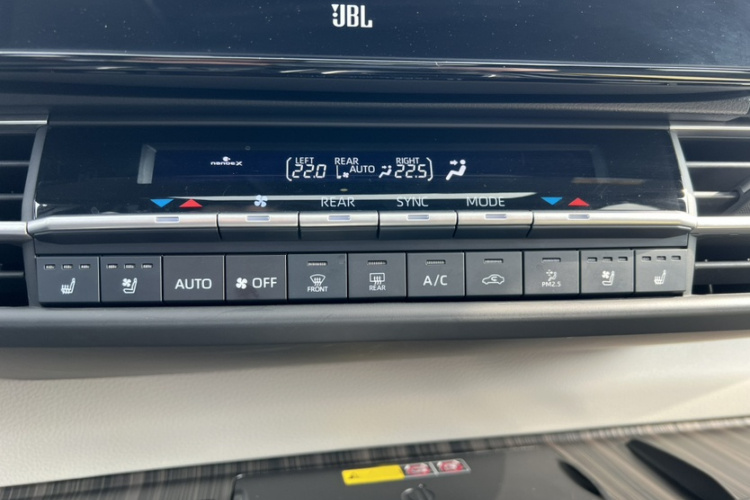 JBL
nanoe X
LEFT 22.0 REAR AUTO RIGHT 22.5
REAR SYNC MODE
AUTO OFF FRONT REAR A/C PM2.5